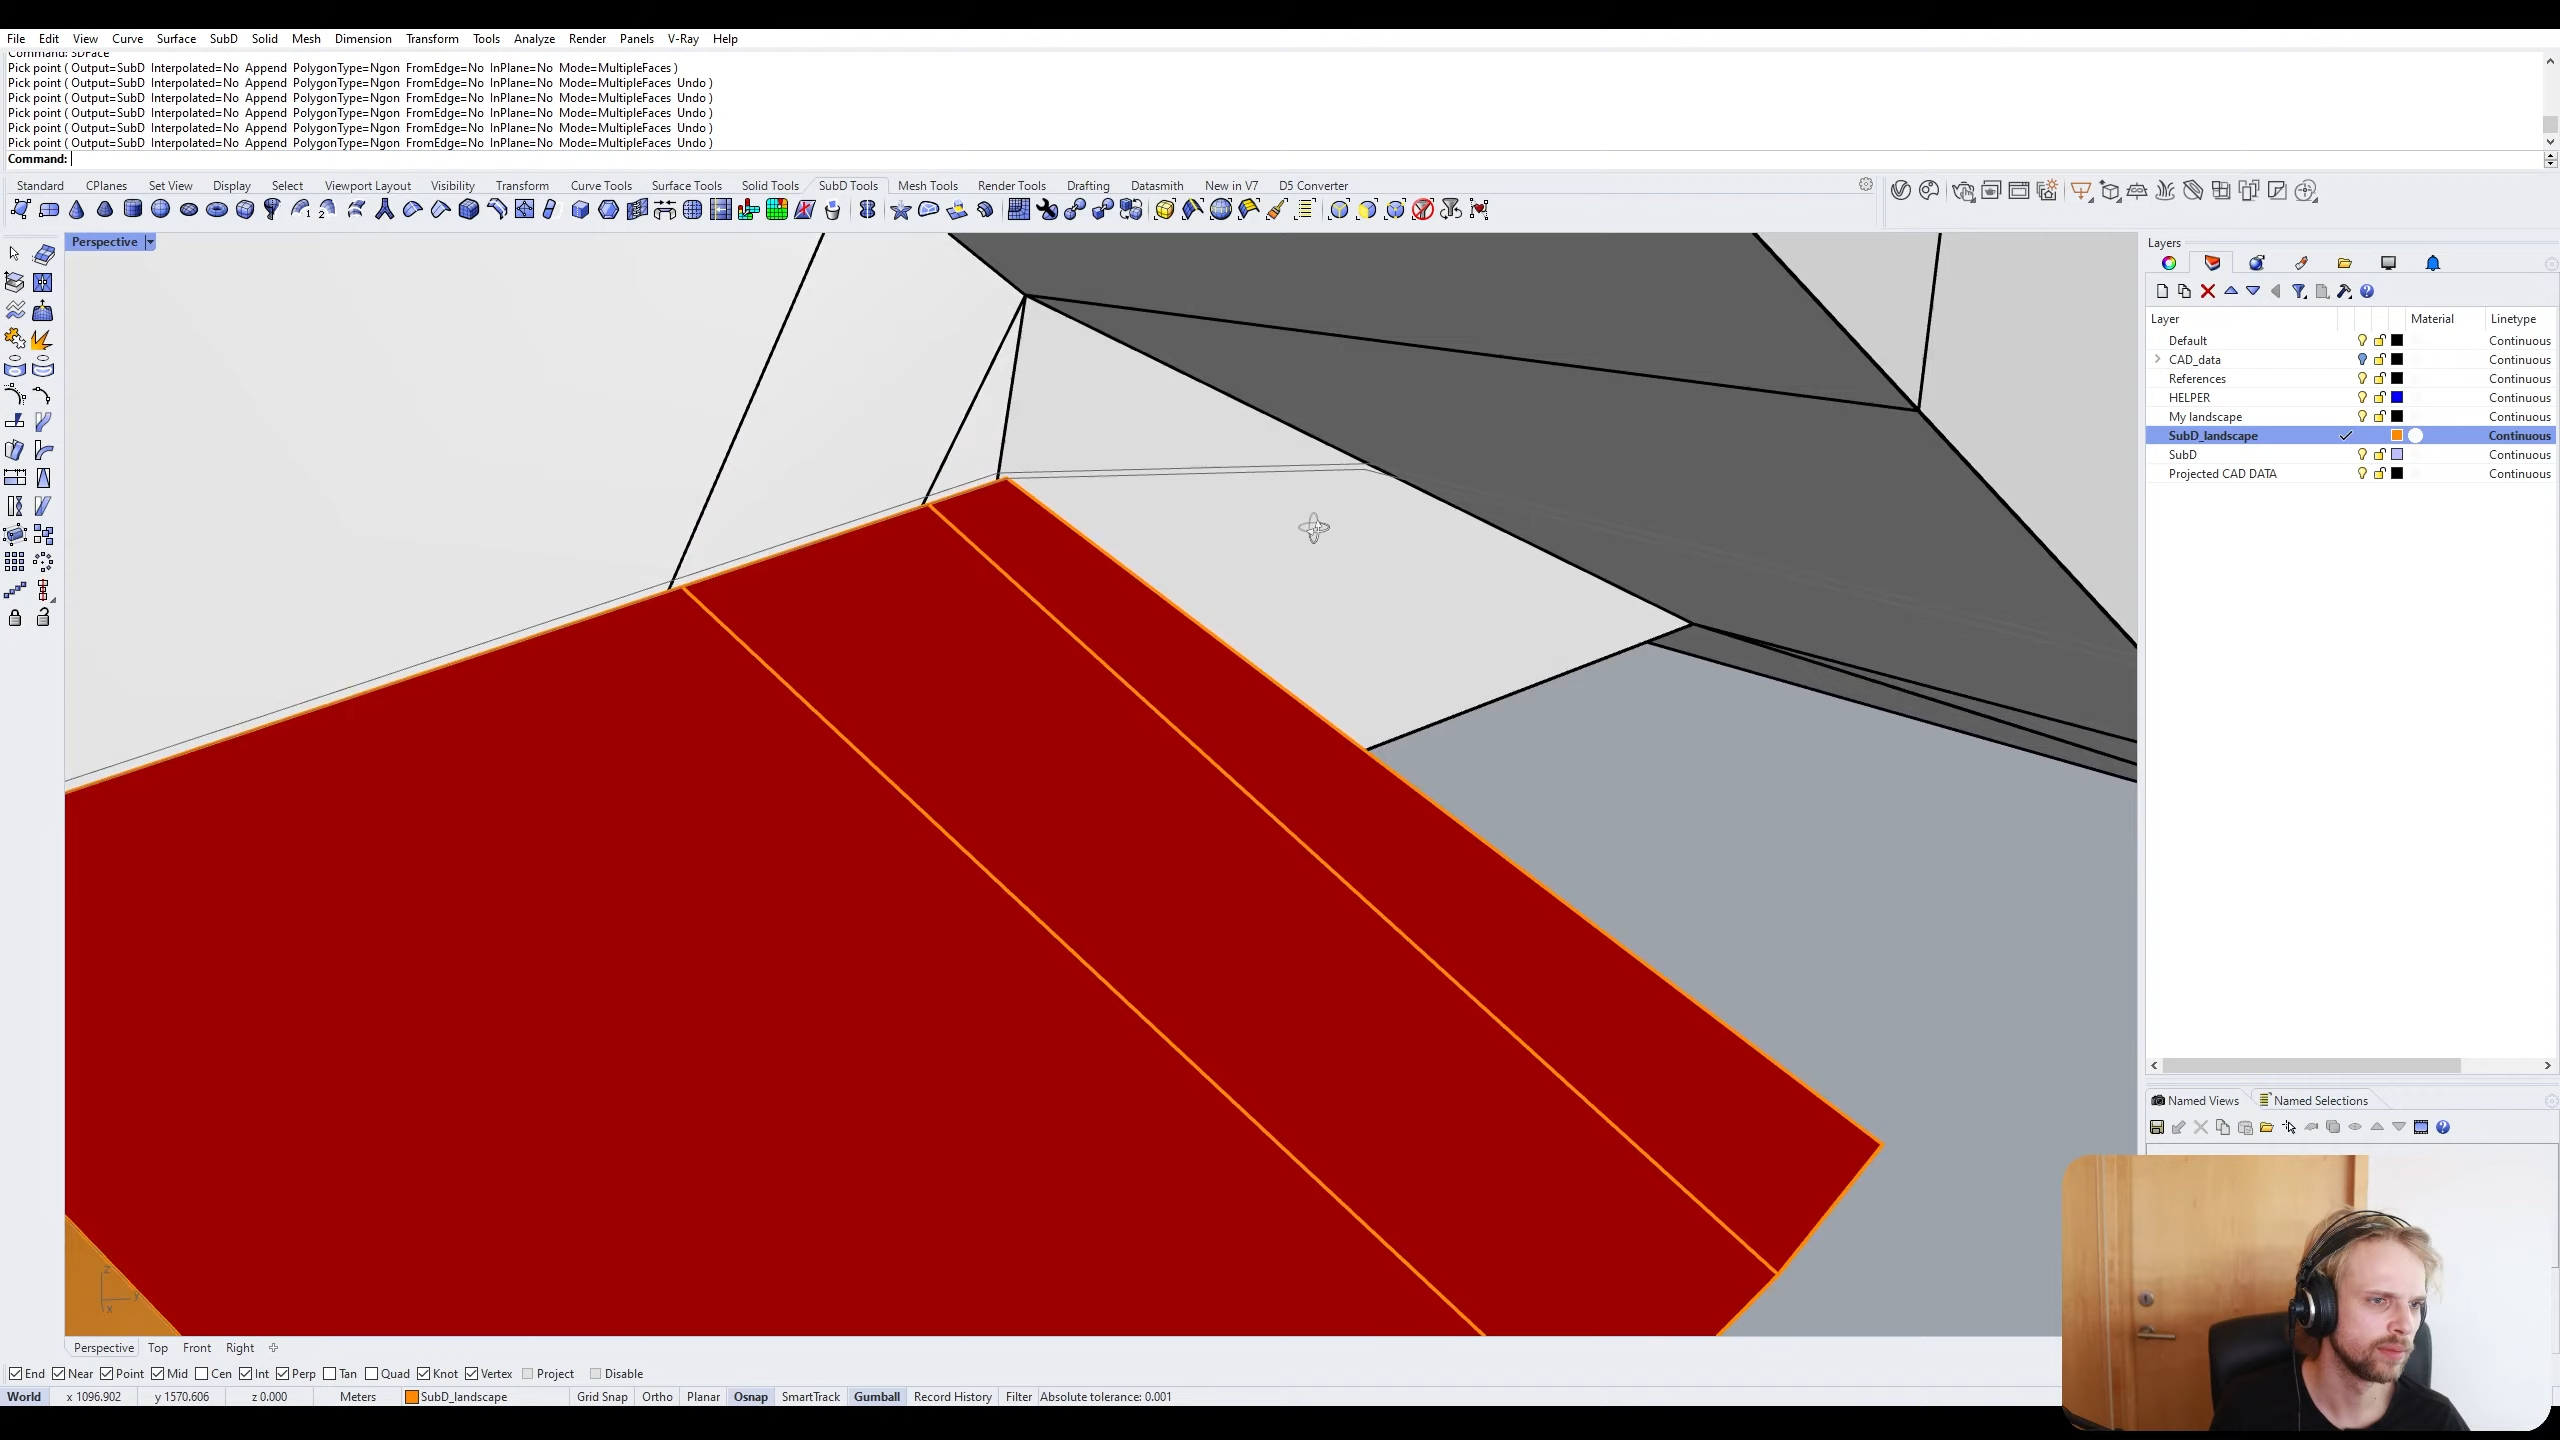 File Edit View Curve Surface SubD Solid Mesh Dimension Transform Tools Analyze Render Panels V-Ray Help
Command: 3DFace
Pick point ( Output=SubD Interpolated=No Append PolygonType=Ngon FromEdge=No InPlane=No Mode=MultipleFaces )
Pick point ( Output=SubD Interpolated=No Append PolygonType=Ngon FromEdge=No InPlane=No Mode=MultipleFaces Undo )
Pick point ( Output=SubD Interpolated=No Append PolygonType=Ngon FromEdge=No InPlane=No Mode=MultipleFaces Undo )
Pick point ( Output=SubD Interpolated=No Append PolygonType=Ngon FromEdge=No InPlane=No Mode=MultipleFaces Undo )
Pick point ( Output=SubD Interpolated=No Append PolygonType=Ngon FromEdge=No InPlane=No Mode=MultipleFaces Undo )
Pick point ( Output=SubD Interpolated=No Append PolygonType=Ngon FromEdge=No InPlane=No Mode=MultipleFaces Undo )
Command:
Standard CPlanes Set View Display Select Viewport Layout Visibility Transform Curve Tools Surface Tools Solid Tools SubD Tools Mesh Tools Render Tools Drafting Datasmith New in V7 D5 Converter
Perspective
Layers
Layer Material Linetype
Default Continuous
CAD_data Continuous
References Continuous
HELPER Continuous
My landscape Continuous
SubD_landscape Continuous
SubD Continuous
Projected CAD DATA Continuous
Named Views Named Selections
z
y
x
Perspective Top Front Right
End Near Point Mid Cen Int Perp Tan Quad Knot Vertex Project Disable
World x 1096.902 y 1570.606 z 0.000 Meters SubD_landscape Grid Snap Ortho Planar Osnap SmartTrack Gumball Record History Filter Absolute tolerance: 0.001